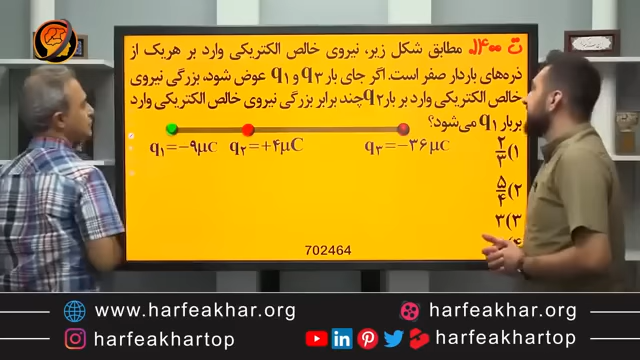 ت ۱۴۰۰. مطابق شکل زیر، نیروی خالص الکتریکی وارد بر هریک از
ذره‌های باردار صفر است. اگر جای بار q۳ و q۱ عوض شود، بزرگی نیروی
خالص الکتریکی وارد بر بار q۲ چند برابر بزرگی نیروی خالص الکتریکی وارد
بربار q۱ می‌شود؟
q۱=−۹μc q۲=+۴μC q۳=−۳۶μc
۱) ۲/۳
۲) ۵/۴
۳) ۳
702464
www.harfeakhar.org
harfeakhar.org
harfeakhartop
harfeakhartop